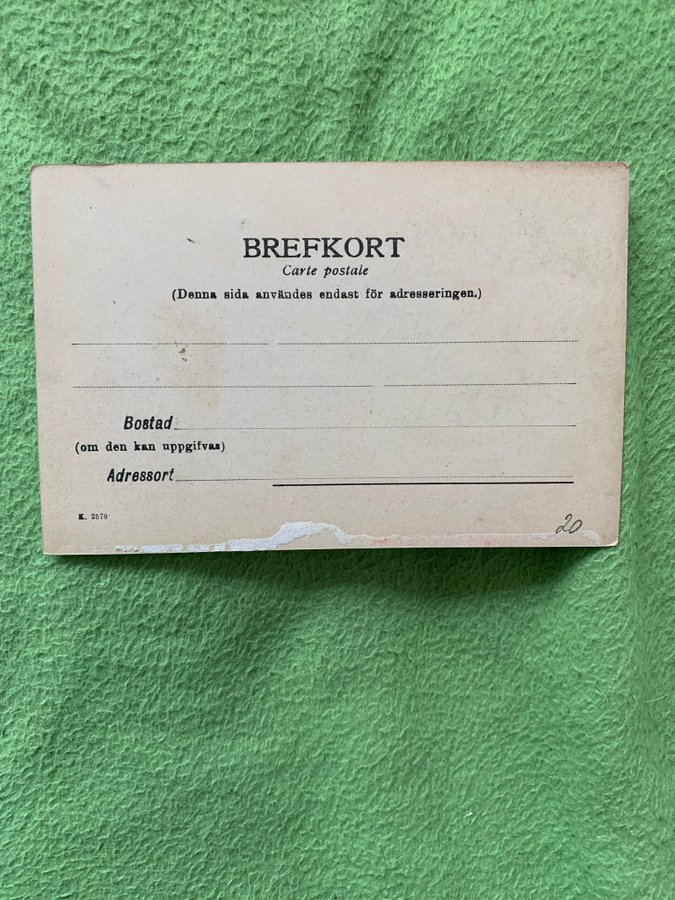 BREFKORT
Carte postale
(Denna sida användes endast för adresseringen.)
Bostad
(om den kan uppgifvas)
Adressort
K. 2579
20